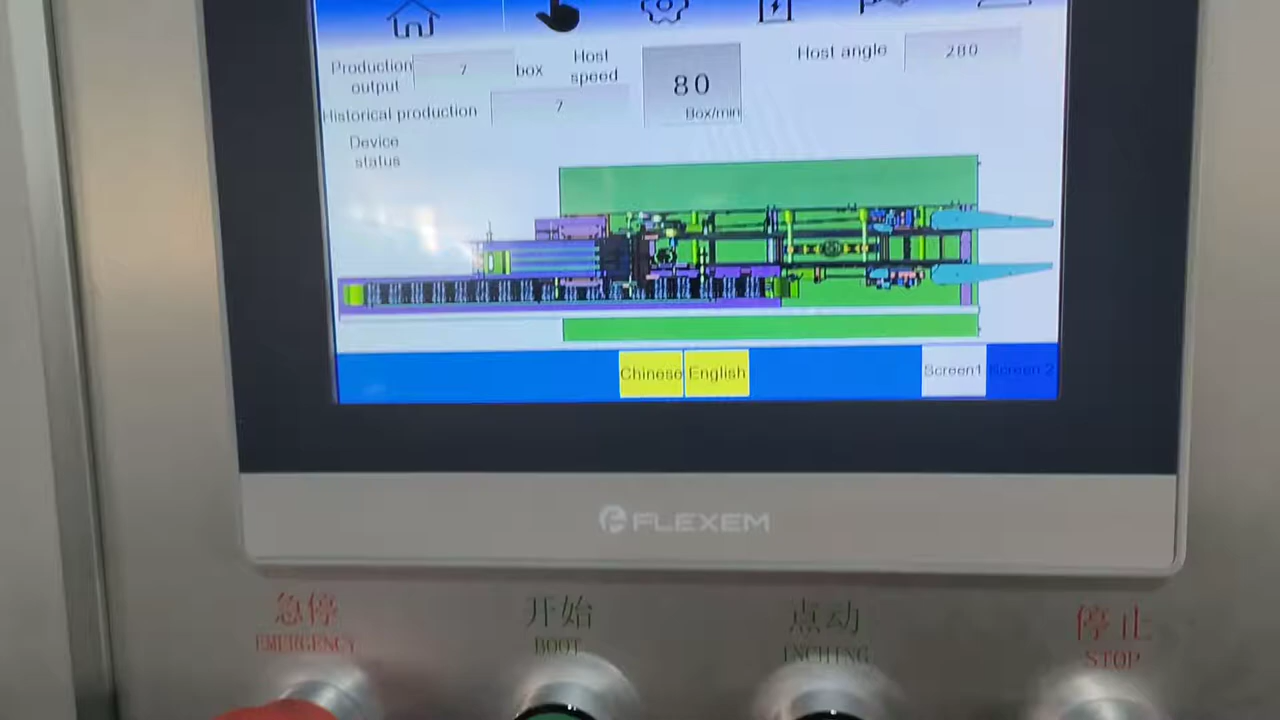 Production output 7 box
Host speed 80 Box/min
Host angle 280
Historical production 7
Device status
Chinese English Screen1 Screen 2
FLEXEM
急停 开始 点动 停止
EMERGENCY BOOT INCHING STOP